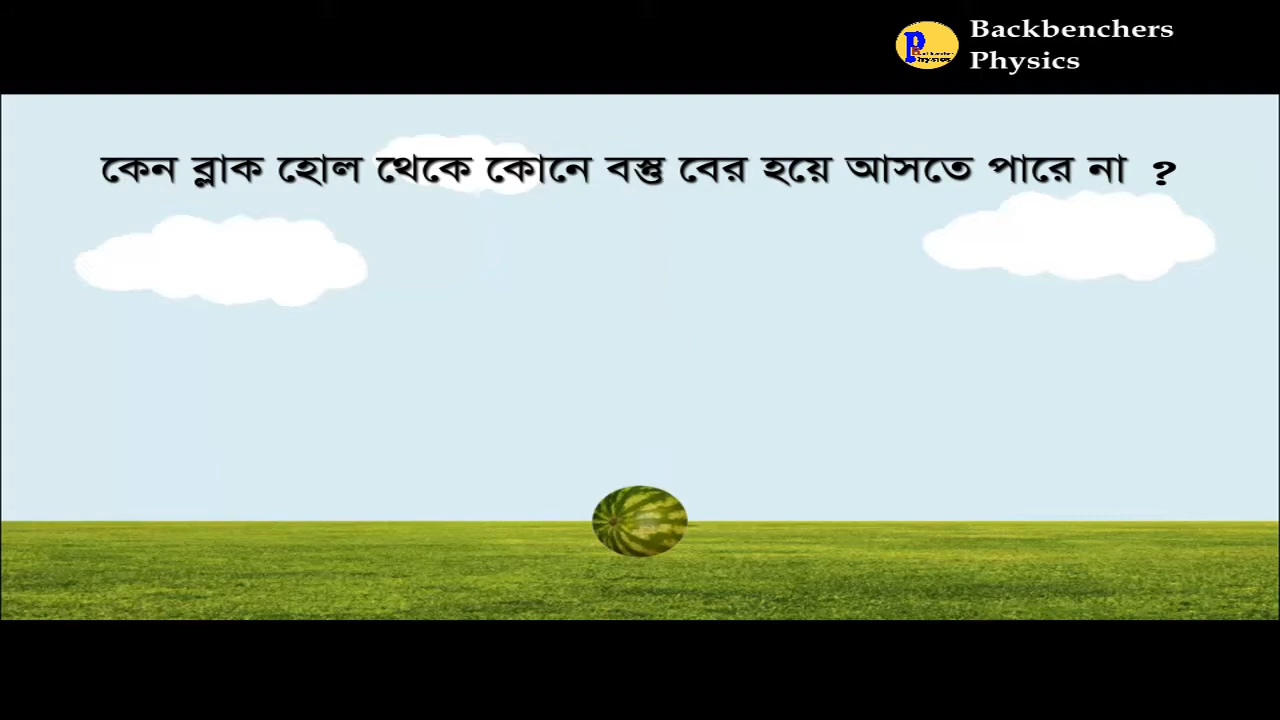 Backbenchers
Physics
কেন ব্লাক হোল থেকে কোনে বস্তু বের হয়ে আসতে পারে না ?